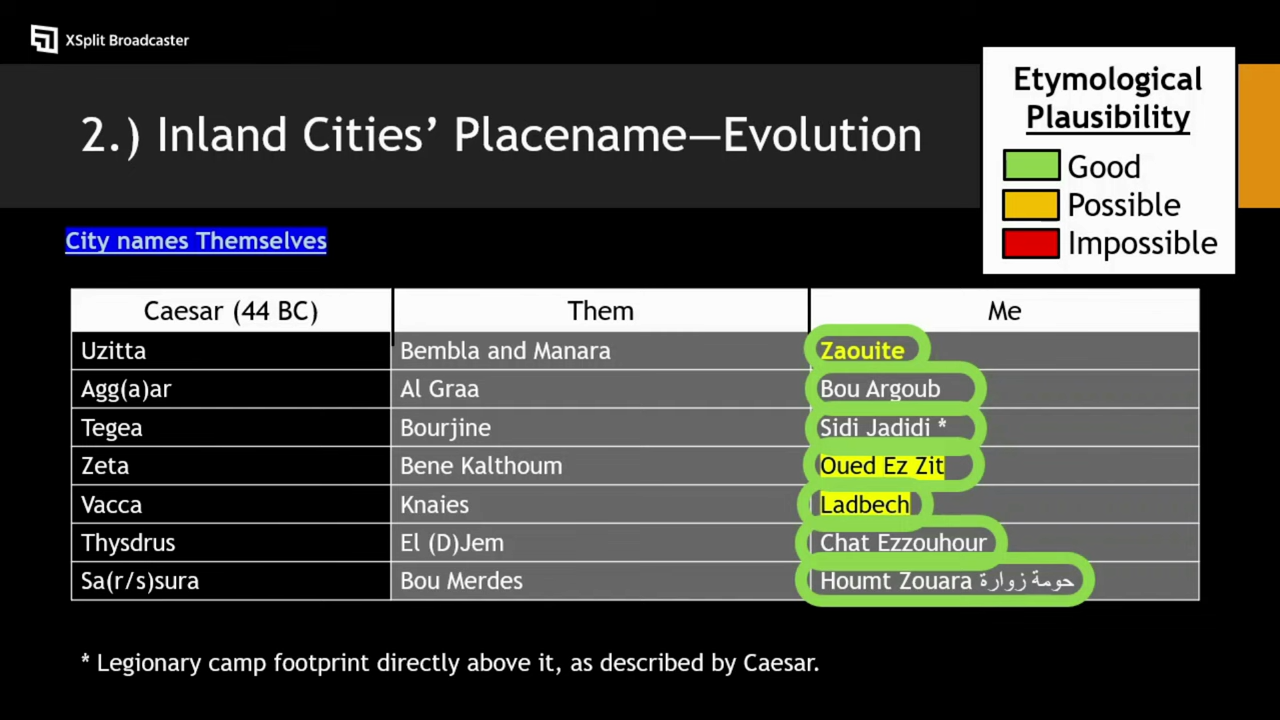 XSplit Broadcaster
2.) Inland Cities’ Placename—Evolution
Etymological
Plausibility
Good
Possible
Impossible
City names Themselves
Caesar (44 BC) Them Me
Uzitta Bembla and Manara Zaouite
Agg(a)ar Al Graa Bou Argoub
Tegea Bourjine Sidi Jadidi *
Zeta Bene Kalthoum Oued Ez Zit
Vacca Knaies Ladbech
Thysdrus El (D)Jem Chat Ezzouhour
Sa(r/s)sura Bou Merdes Houmt Zouara حومة زوارة
* Legionary camp footprint directly above it, as described by Caesar.